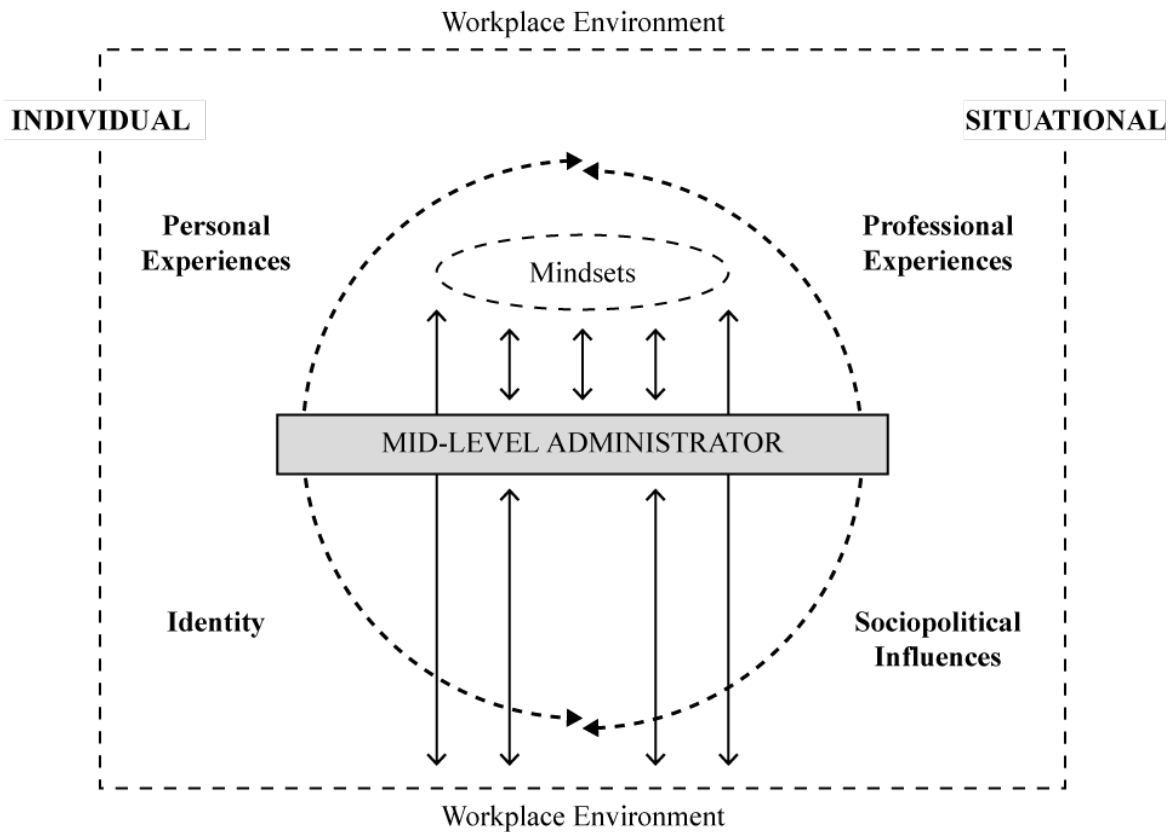 Workplace Environment
INDIVIDUAL
SITUATIONAL
Personal
Experiences
Professional
Experiences
Mindsets
MID-LEVEL ADMINISTRATOR
Identity
Sociopolitical
Influences
Workplace Environment